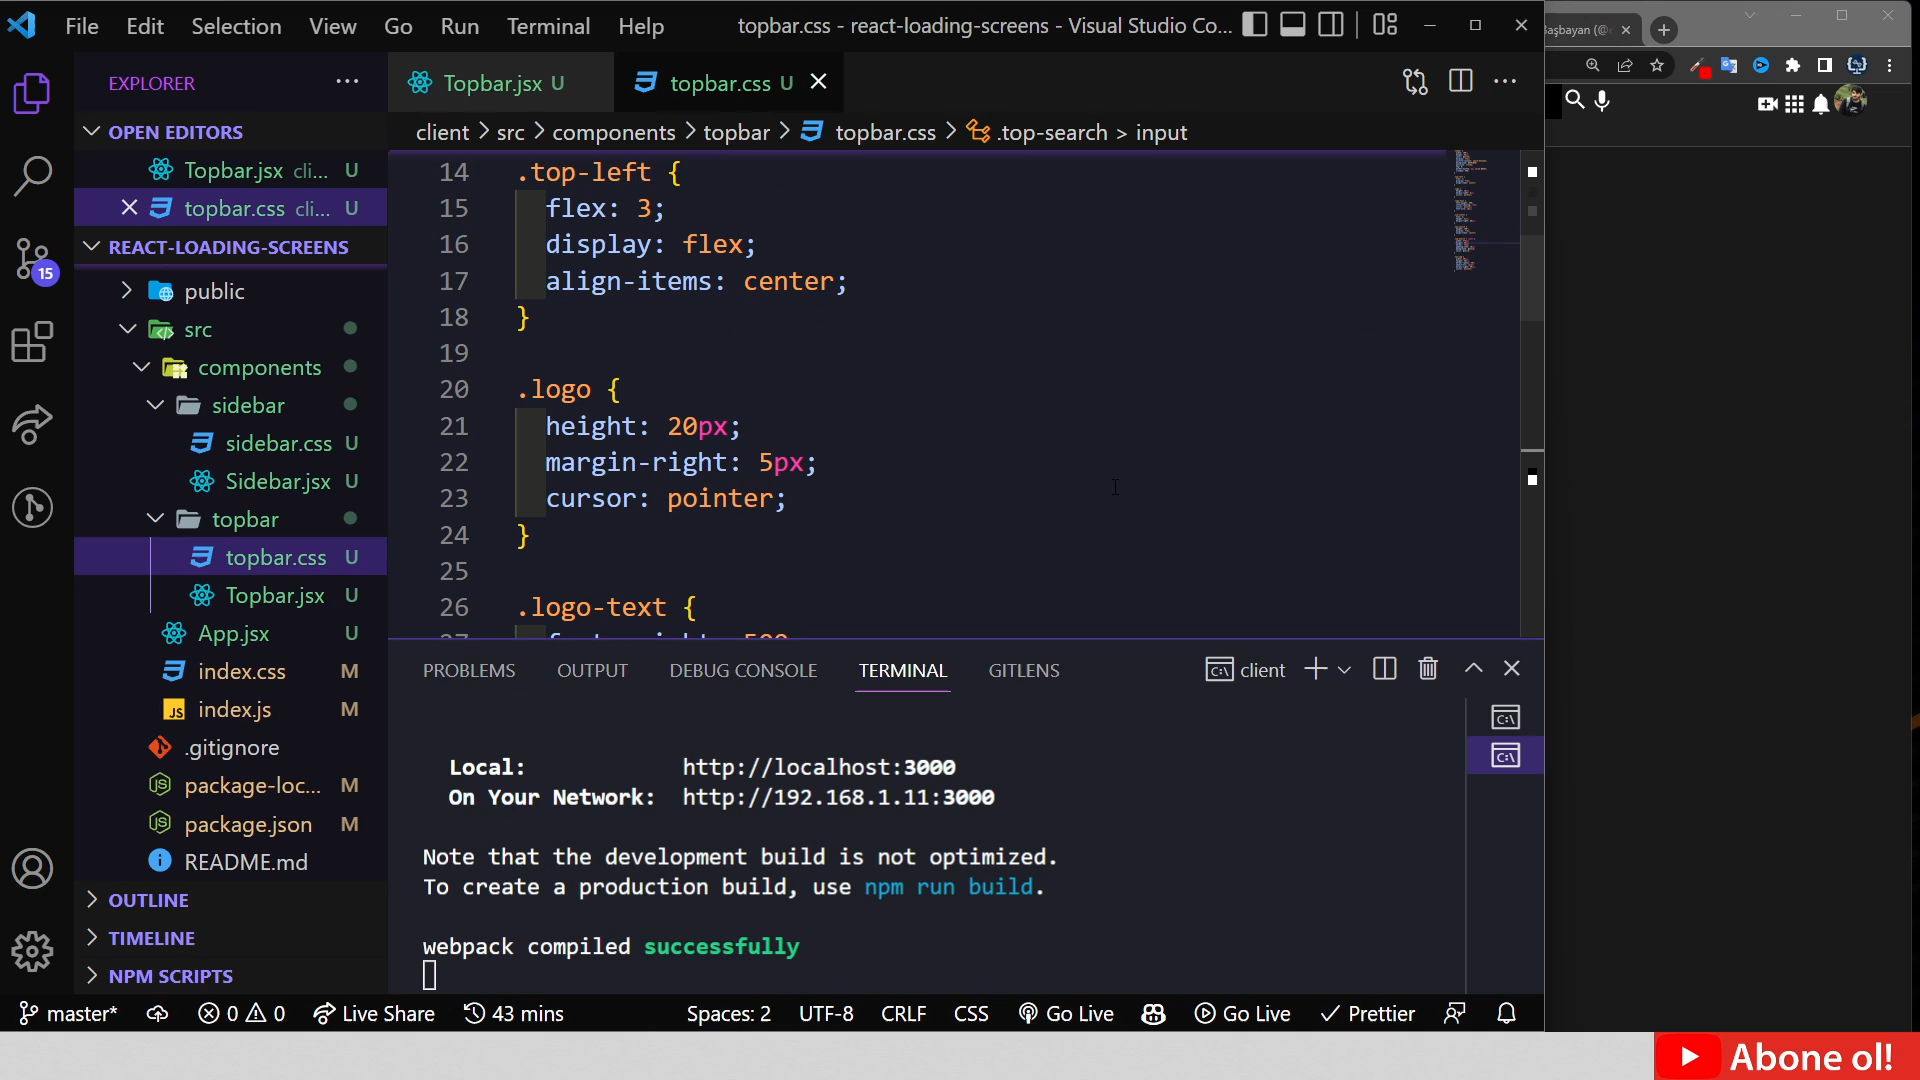 File Edit Selection View Go Run Terminal Help
topbar.css - react-loading-screens - Visual Studio Co...
EXPLORER
OPEN EDITORS
Topbar.jsx cli... U
topbar.css cli... U
REACT-LOADING-SCREENS
public
src
components
sidebar
sidebar.css U
Sidebar.jsx U
topbar
topbar.css U
Topbar.jsx U
App.jsx U
index.css M
JS index.js M
.gitignore
package-loc... M
package.json M
README.md
OUTLINE
TIMELINE
NPM SCRIPTS
15
Topbar.jsx U
topbar.css U
client > src > components > topbar > topbar.css > .top-search > input
14 .top-left {
15 flex: 3;
16 display: flex;
17 align-items: center;
18 }
19
20 .logo {
21 height: 20px;
22 margin-right: 5px;
23 cursor: pointer;
24 }
25
26 .logo-text {
PROBLEMS OUTPUT DEBUG CONSOLE TERMINAL GITLENS
client
Local: http://localhost:3000
On Your Network: http://192.168.1.11:3000
Note that the development build is not optimized.
To create a production build, use npm run build.
webpack compiled successfully
master* 0 0 Live Share 43 mins Spaces: 2 UTF-8 CRLF CSS Go Live Go Live Prettier
Abone ol!